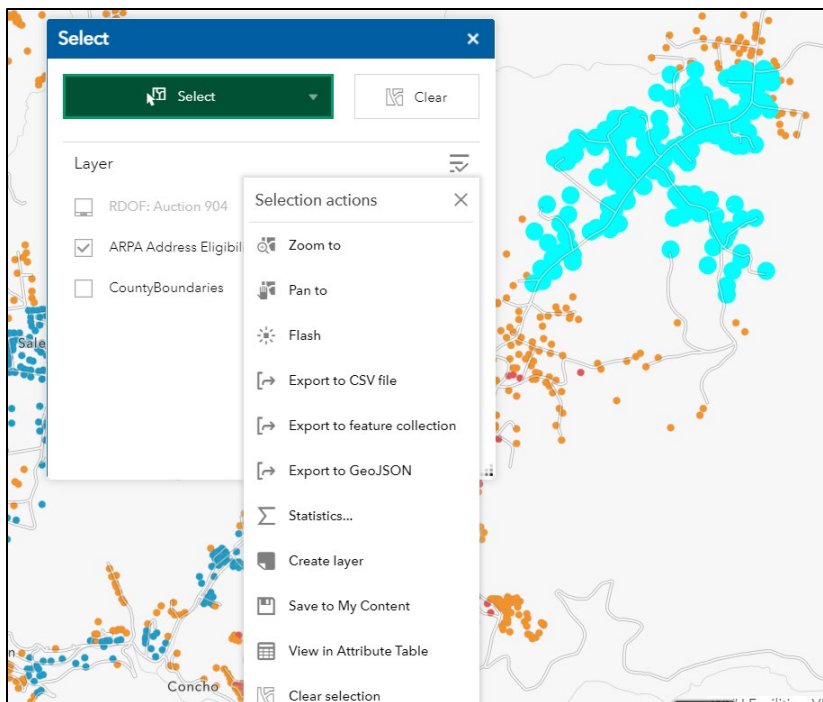 Select
Select
Clear
Layer
RDOF: Auction 904
ARPA Address Eligibil
CountyBoundaries
Selection actions
Zoom to
Pan to
Flash
Export to CSV file
Export to feature collection
Export to GeoJSON
Statistics...
Create layer
Save to My Content
View in Attribute Table
Clear selection
Sale
n
Concho